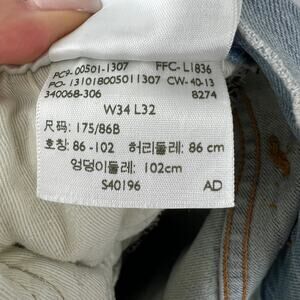 PC9-00501-1307 FFC-L1836
PO-131018005011307 CW-40-13
340068-306 8274
W34 L32
尺码: 175/86B
호칭: 86-102 허리둘레: 86 cm
엉덩이둘레: 102cm
S40196 AD